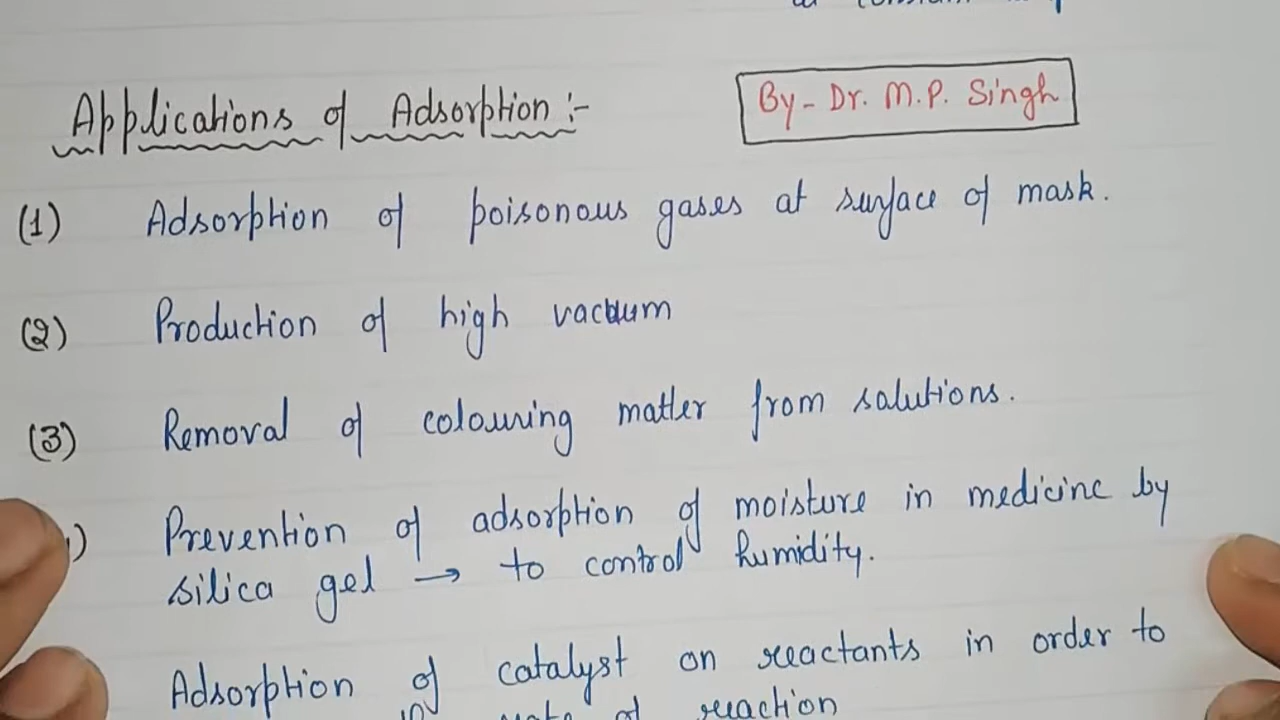 Applications of Adsorption :-
By - Dr. M.P. Singh
(1) Adsorption of poisonous gases at surface of mask.
(2) Production of high vacuum
(3) Removal of colouring matter from solutions.
) Prevention of adsorption of moisture in medicine by
silica gel → to control humidity.
Adsorption of catalyst on reactants in order to
of reaction